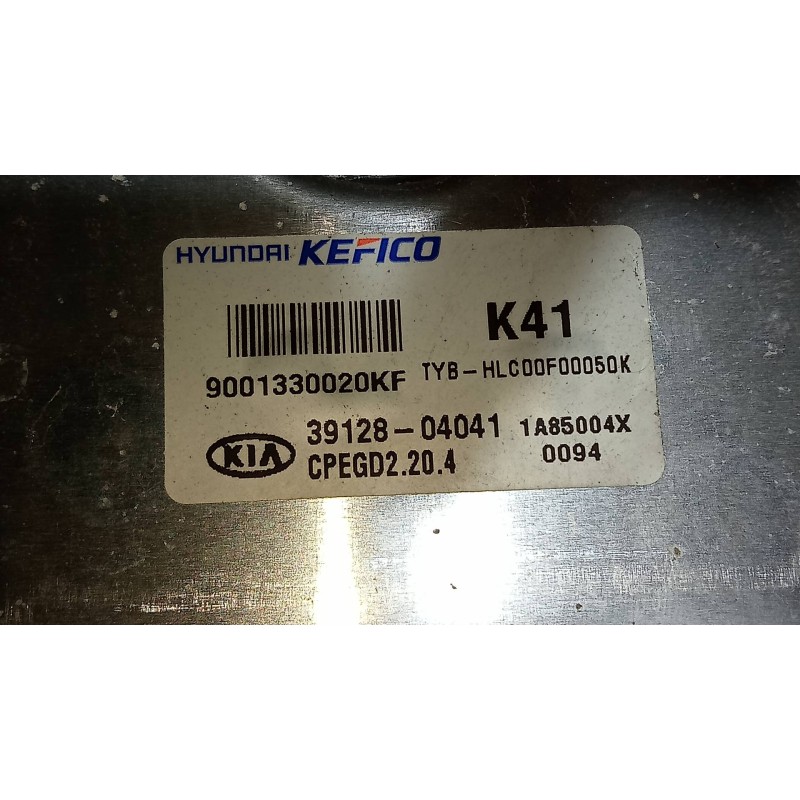 HYUNDAI KEFICO
K41
9001330020KF TYB-HLC00F00050K
KIA 39128-04041 1A85004X
CPEGD2.20.4 0094